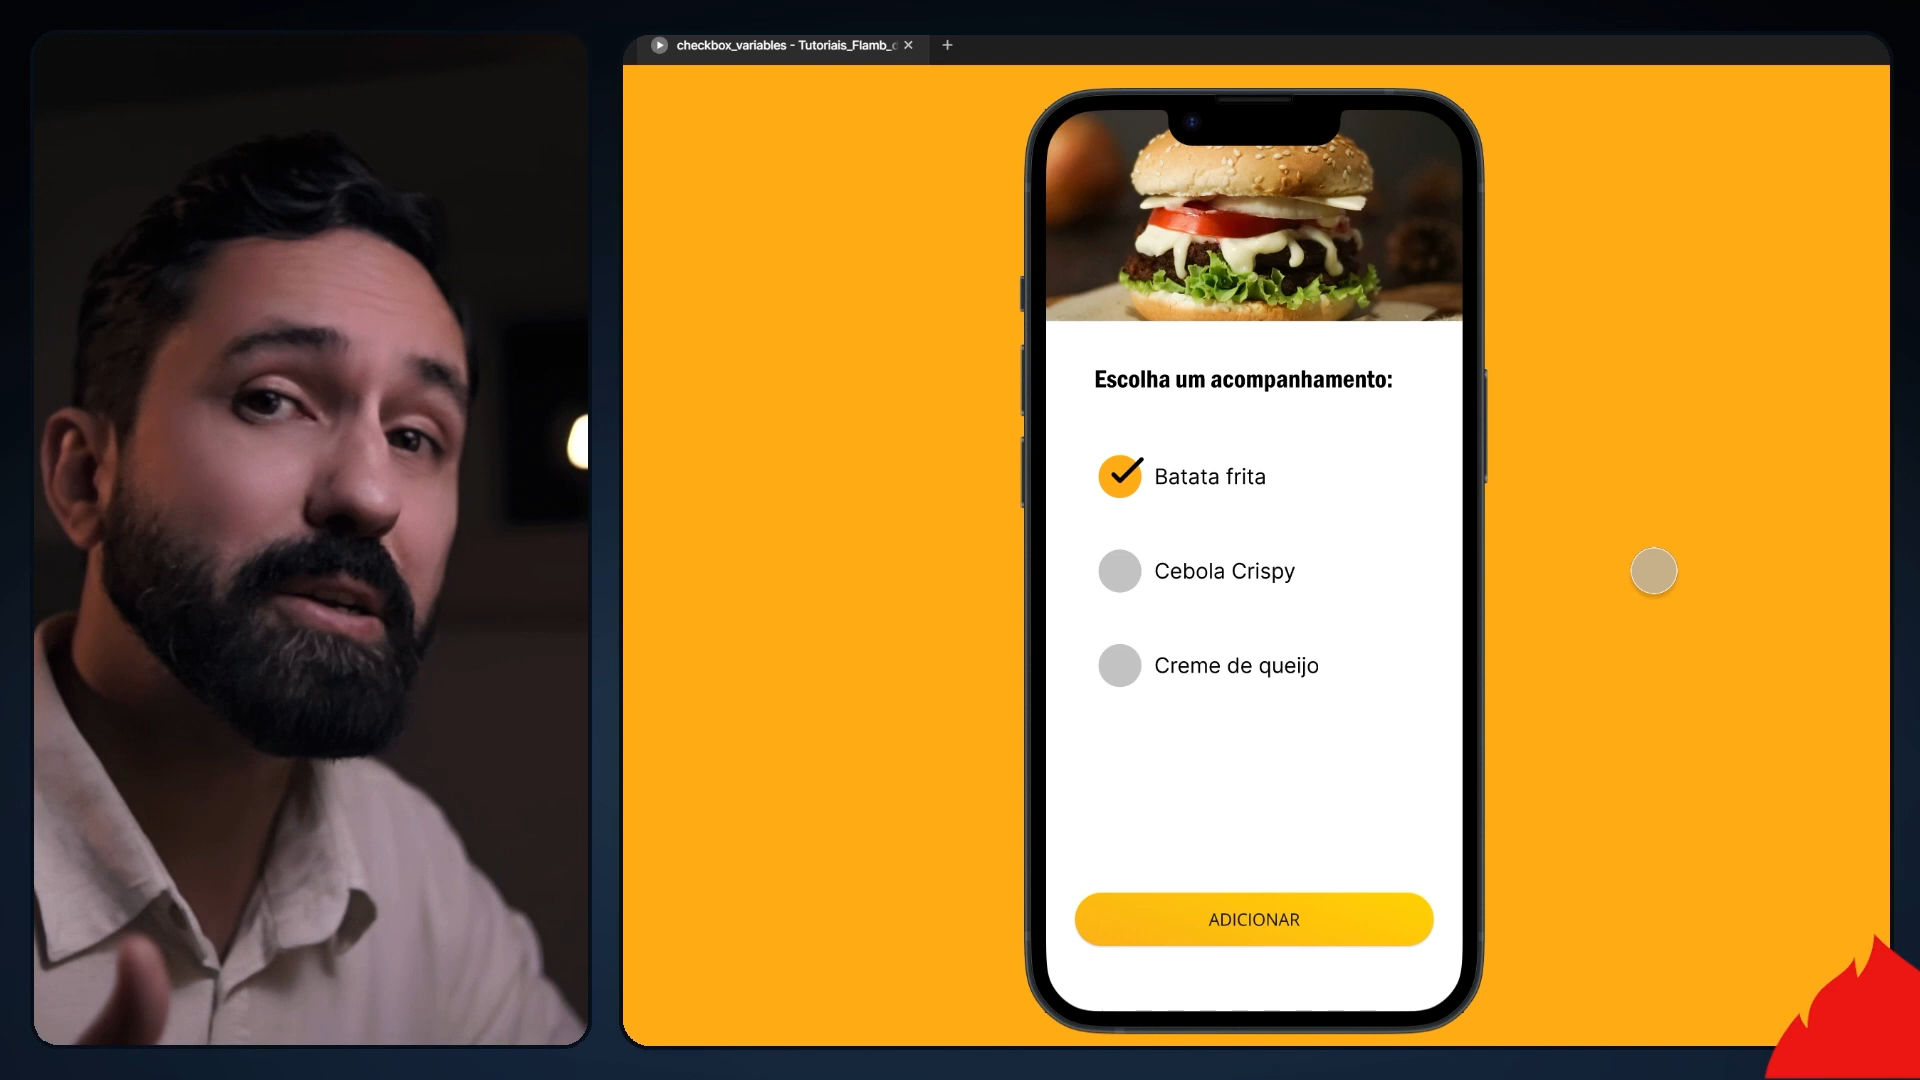 checkbox_variables - Tutoriais_Flamb_
Escolha um acompanhamento:
Batata frita
Cebola Crispy
Creme de queijo
ADICIONAR